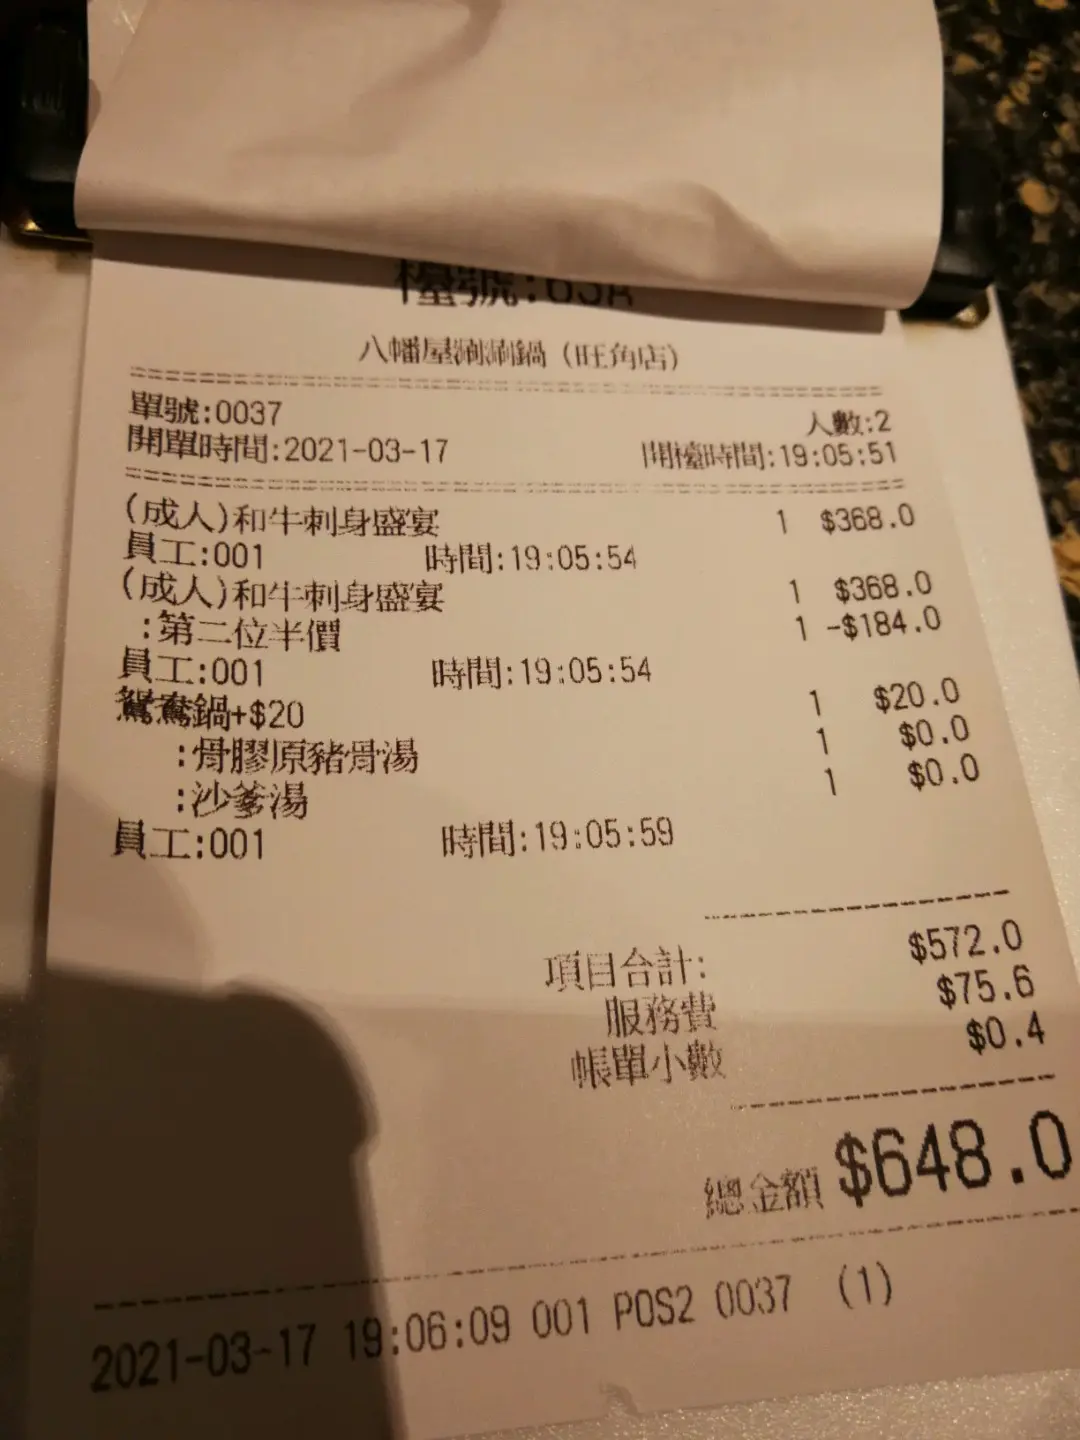 檯號:65A
八幡屋涮涮鍋 (旺角店)
單號:0037 人數:2
開單時間:2021-03-17 開檯時間:19:05:51
(成人)和牛刺身盛宴 1 $368.0
員工:001 時間:19:05:54
(成人)和牛刺身盛宴 1 $368.0
:第二位半價 1 -$184.0
員工:001 時間:19:05:54
鴛鴦鍋+$20 1 $20.0
:骨膠原豬骨湯 1 $0.0
:沙爹湯 1 $0.0
員工:001 時間:19:05:59
項目合計: $572.0
服務費 $75.6
帳單小數 $0.4
總金額 $648.0
2021-03-17 19:06:09 001 POS2 0037 (1)